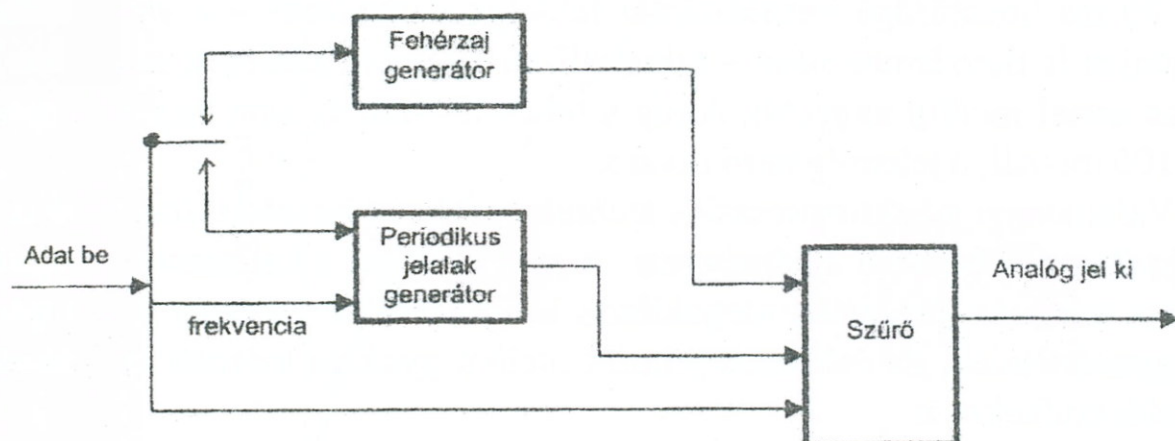 Fehérzaj
generátor
Periodikus
jelalak
generátor
Adat be
frekvencia
Szűrő
Analóg jel ki